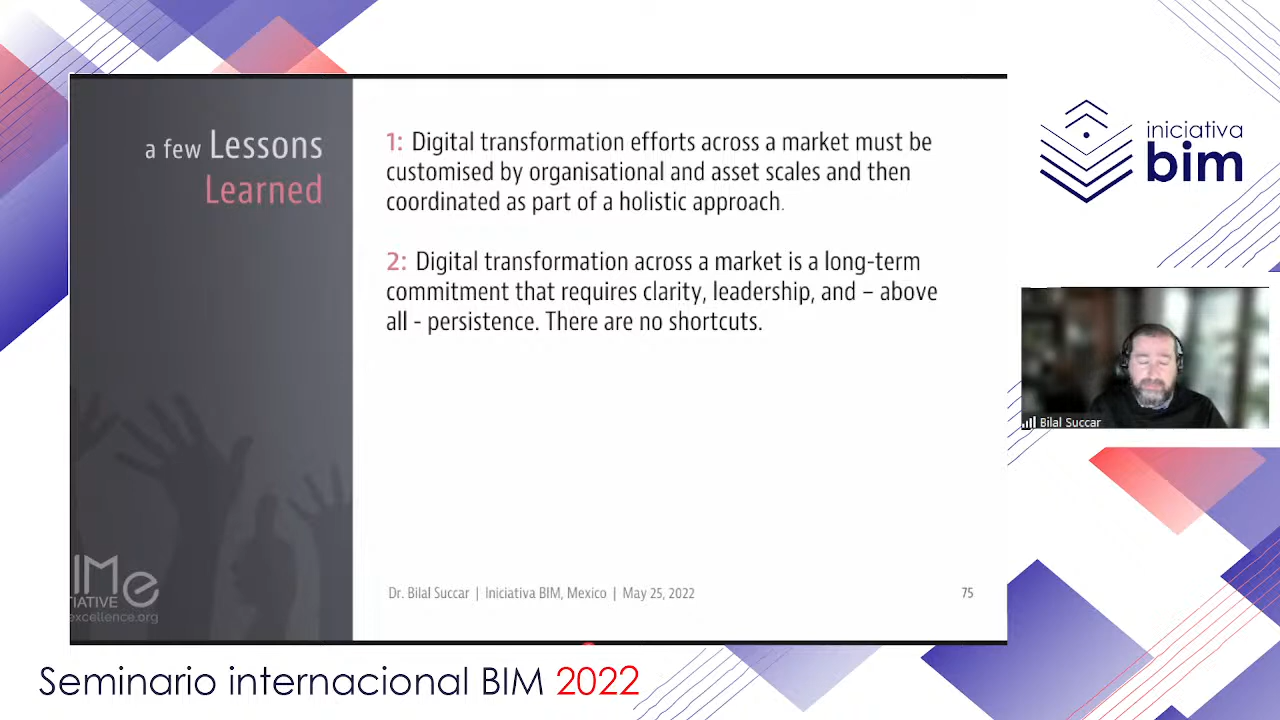 a few Lessons
Learned
1: Digital transformation efforts across a market must be
customised by organisational and asset scales and then
coordinated as part of a holistic approach.
2: Digital transformation across a market is a long-term
commitment that requires clarity, leadership, and – above
all - persistence. There are no shortcuts.
IMe
TIATIVE
excellence.org
Dr. Bilal Succar | Iniciativa BIM, Mexico | May 25, 2022
75
iniciativa
bim
Bilal Succar
Seminario internacional BIM 2022